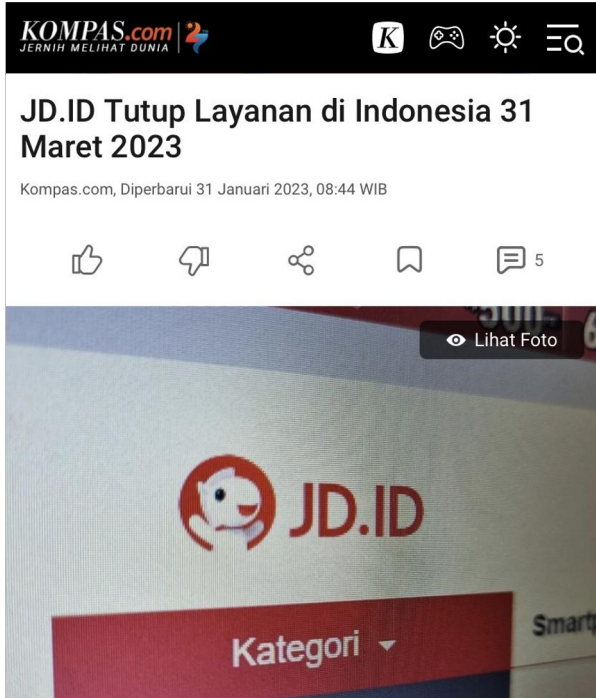 KOMPAS.com
JERNIH MELIHAT DUNIA
K
JD.ID Tutup Layanan di Indonesia 31
Maret 2023
Kompas.com, Diperbarui 31 Januari 2023, 08:44 WIB
5
Lihat Foto
JD.ID
Kategori